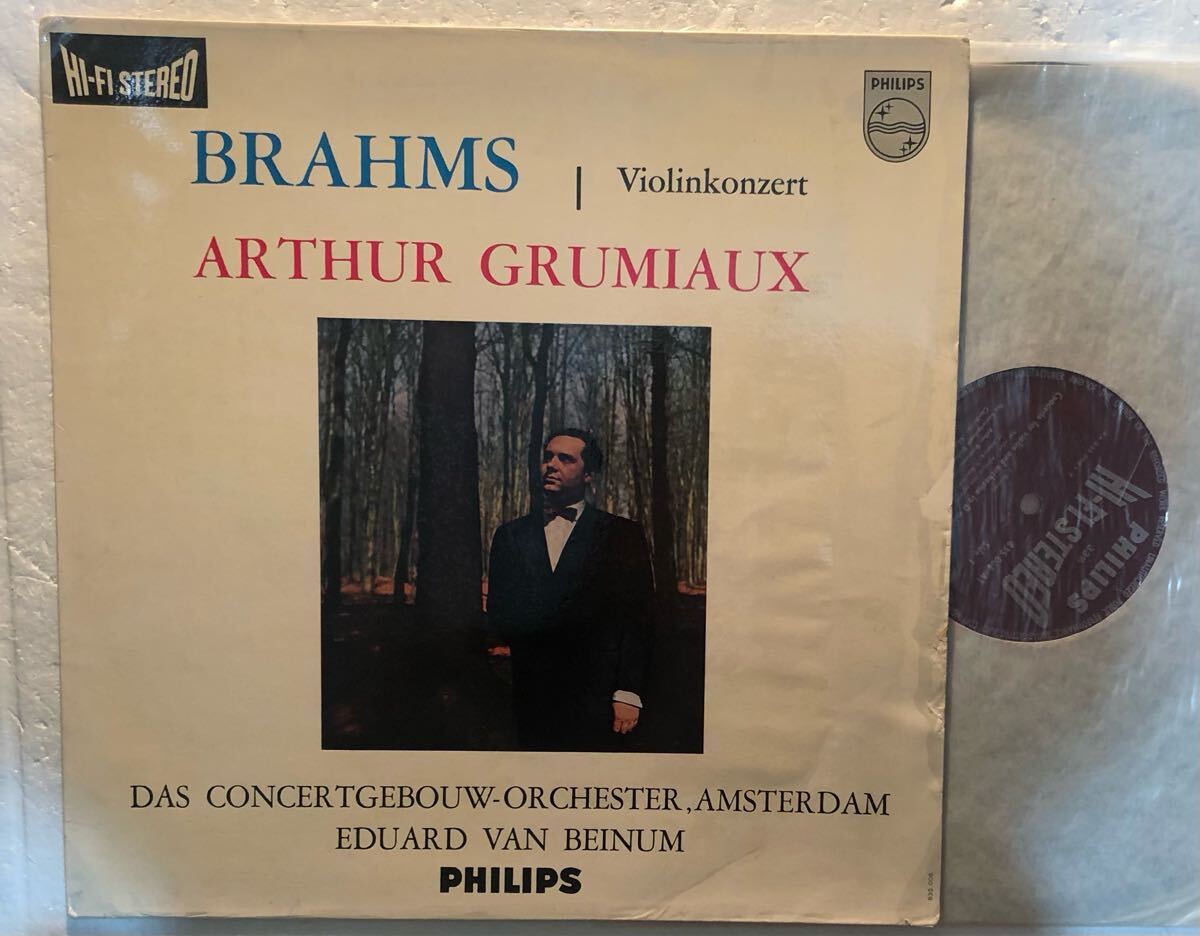 HI-FI STEREO
PHILIPS
BRAHMS | Violinkonzert
ARTHUR GRUMIAUX
DAS CONCERTGEBOUW-ORCHESTER, AMSTERDAM
EDUARD VAN BEINUM
PHILIPS
HI-FI STEREO
PHILIPS